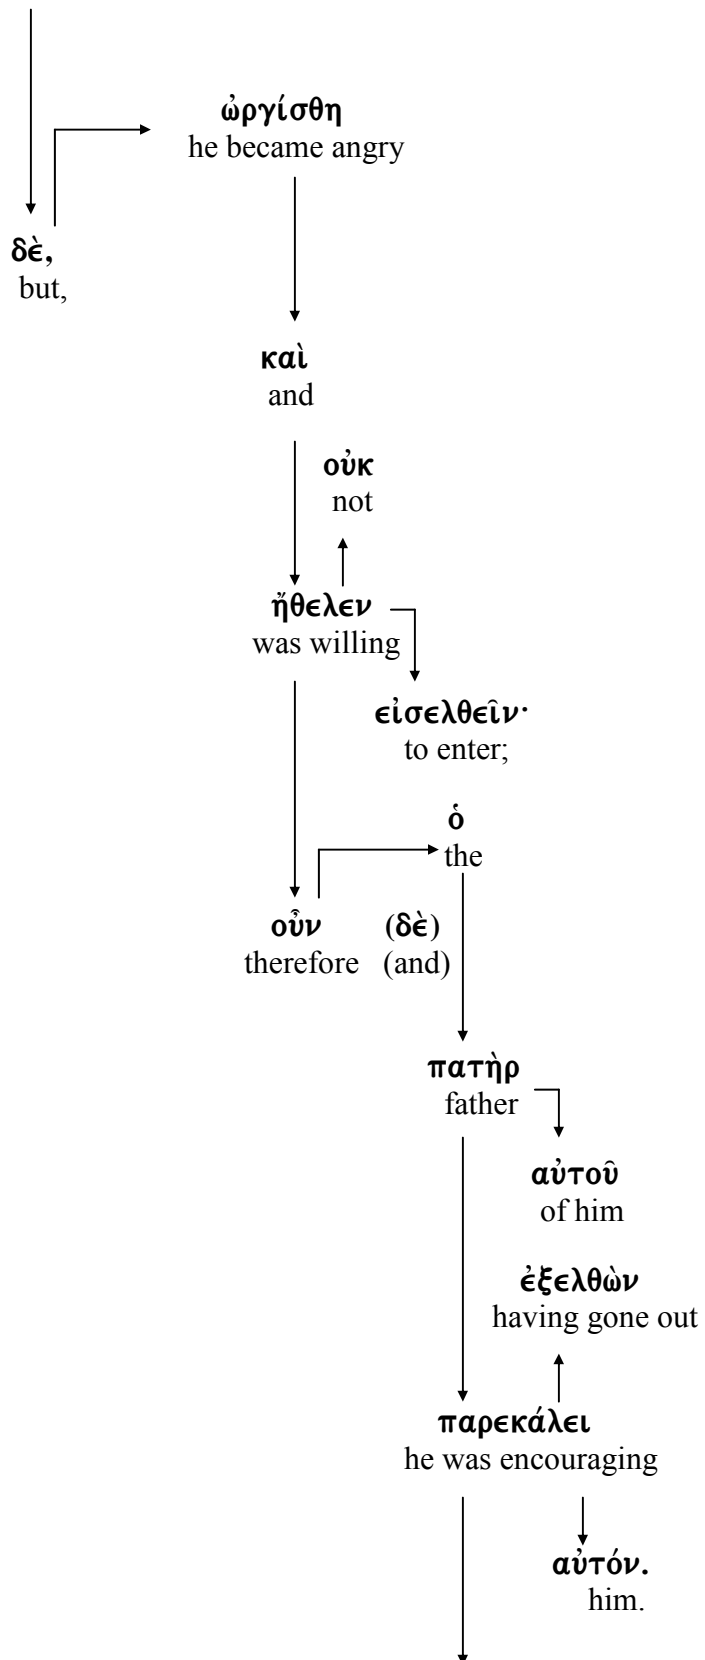 ὠργίσθη
he became angry
δὲ,
but,
καὶ
and
οὐκ
not
ἤθελεν
was willing
εἰσελθεῖν·
to enter;
ὁ
the
οὖν (δὲ)
therefore (and)
πατὴρ
father
αὐτοῦ
of him
ἐξελθὼν
having gone out
παρεκάλει
he was encouraging
αὐτόν.
him.